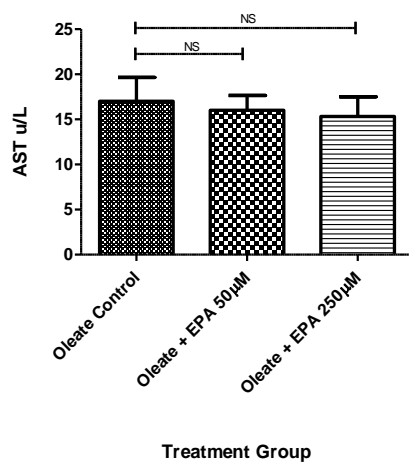 NS
NS
25
20
15
10
5
0
AST u/L
Oleate Control
Oleate + EPA 50µM
Oleate + EPA 250µM
Treatment Group